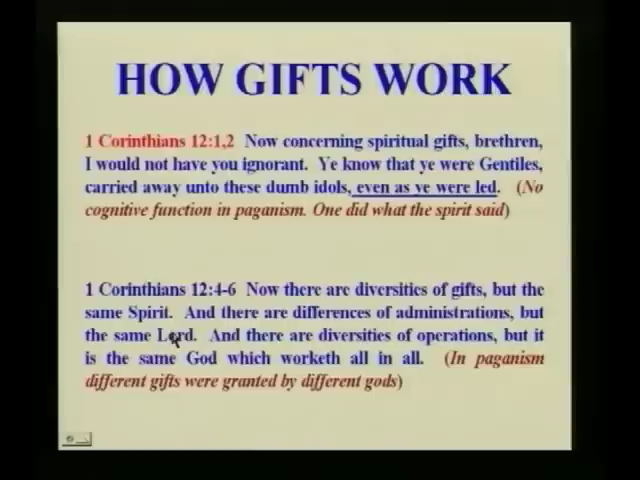 HOW GIFTS WORK
1 Corinthians 12:1,2 Now concerning spiritual gifts, brethren,
I would not have you ignorant. Ye know that ye were Gentiles,
carried away unto these dumb idols, even as ye were led. (No
cognitive function in paganism. One did what the spirit said)
1 Corinthians 12:4-6 Now there are diversities of gifts, but the
same Spirit. And there are differences of administrations, but
the same Lord. And there are diversities of operations, but it
is the same God which worketh all in all. (In paganism
different gifts were granted by different gods)